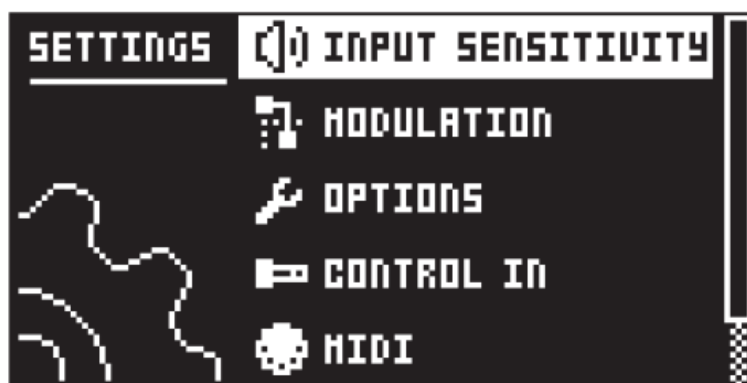 SETTINGS
INPUT SENSITIVITY
MODULATION
OPTIONS
CONTROL IN
MIDI